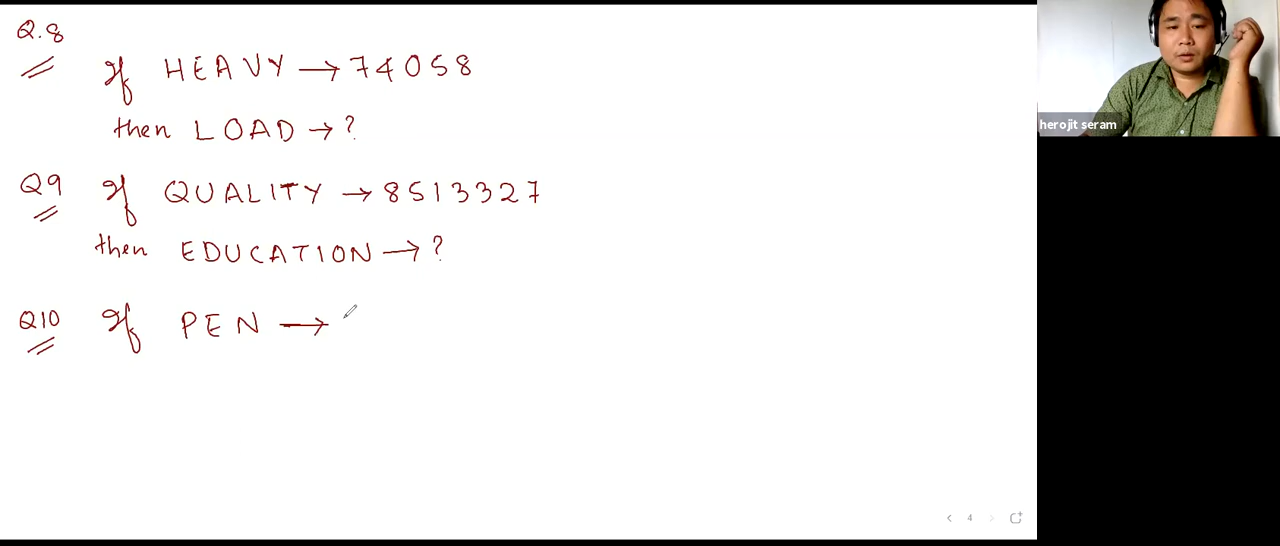 Q.8
If HEAVY → 74058
then LOAD → ?
Q9 If QUALITY → 8513327
then EDUCATION → ?
Q10 If PEN →
herojit seram
4